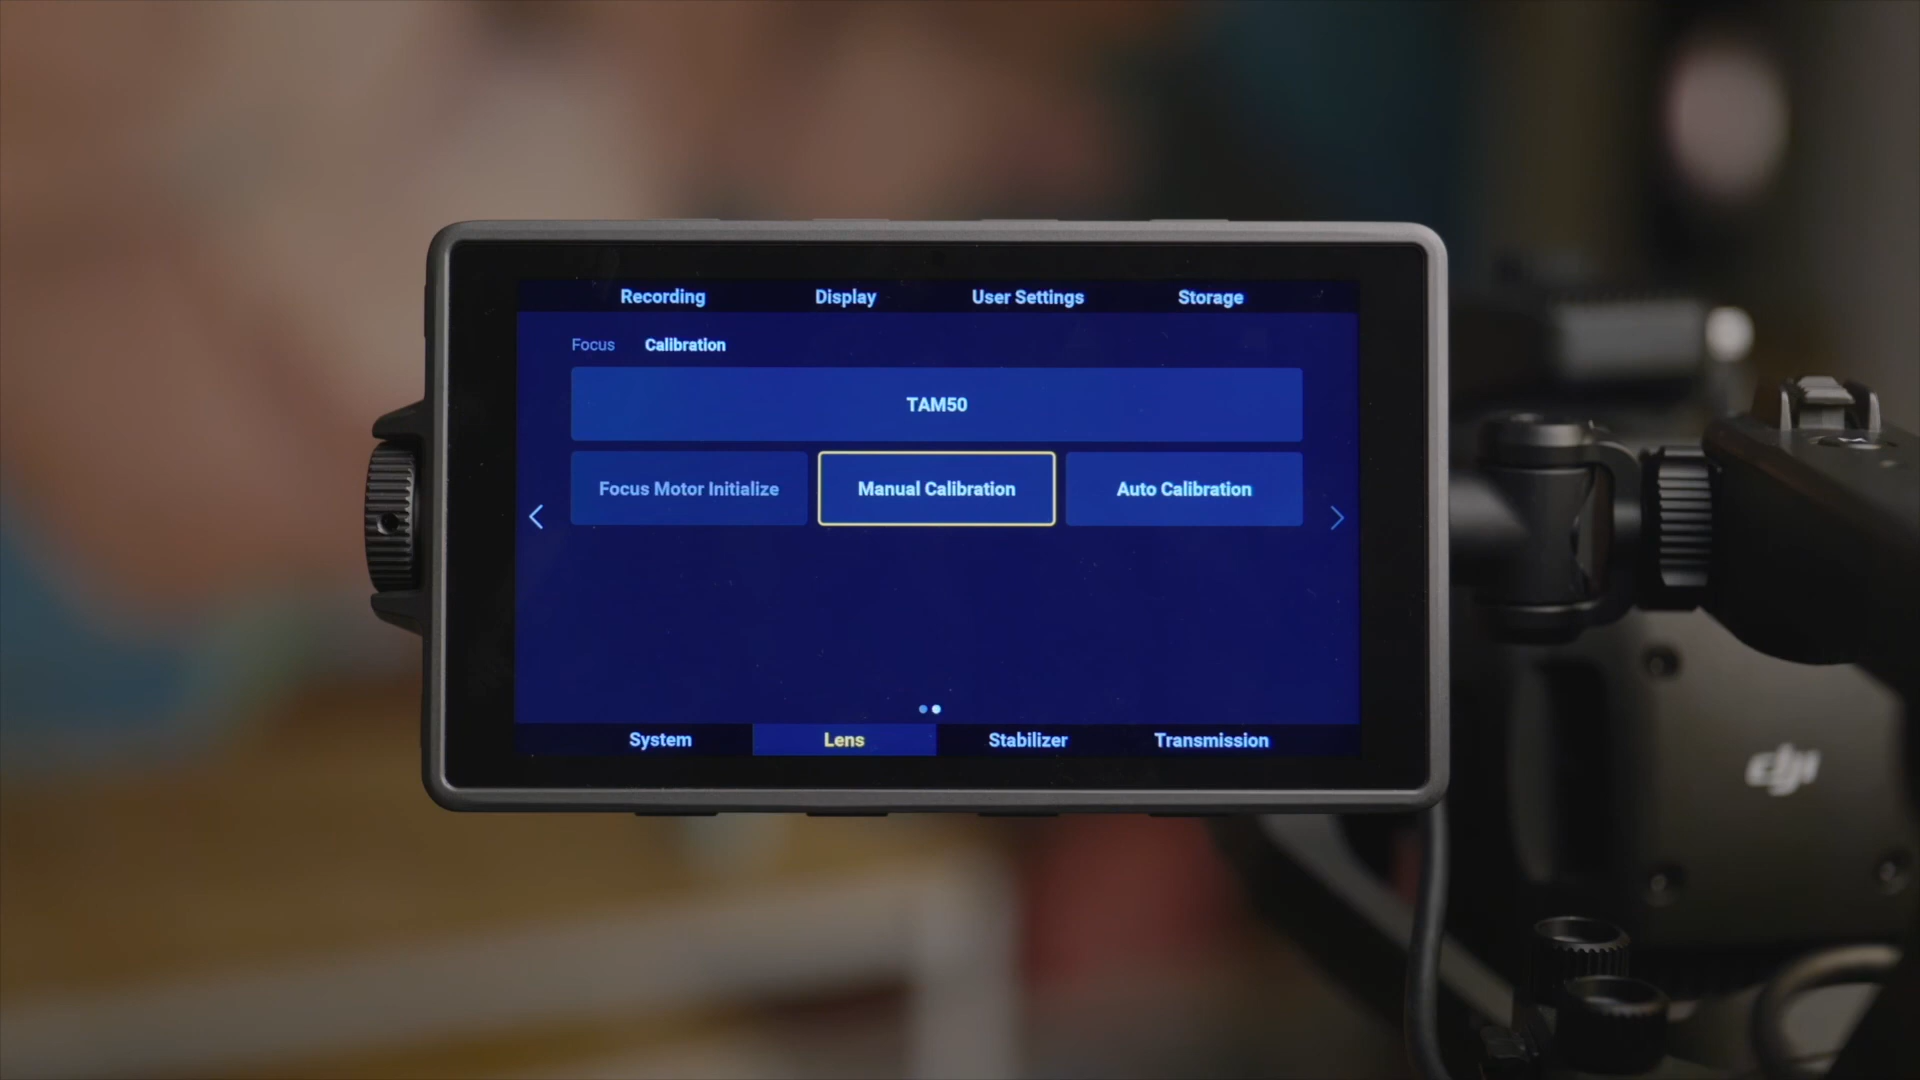 Recording Display User Settings Storage
Focus Calibration
TAM50
Focus Motor Initialize Manual Calibration Auto Calibration
System Lens Stabilizer Transmission
dji